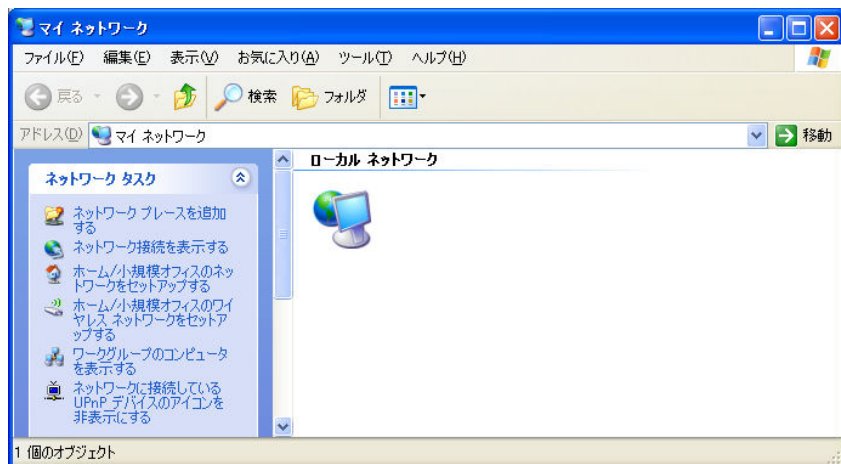 マイ ネットワーク
ファイル(F) 編集(E) 表示(V) お気に入り(A) ツール(T) ヘルプ(H)
戻る 検索 フォルダ
アドレス(D) マイ ネットワーク 移動
ネットワーク タスク
ネットワーク プレースを追加
する
ネットワーク接続を表示する
ホーム/小規模オフィスのネッ
トワークをセットアップする
ホーム/小規模オフィスのワイ
ヤレス ネットワークをセットア
ップする
ワークグループのコンピュータ
を表示する
ネットワークに接続している
UPnP デバイスのアイコンを
非表示にする
ローカル ネットワーク
1 個のオブジェクト